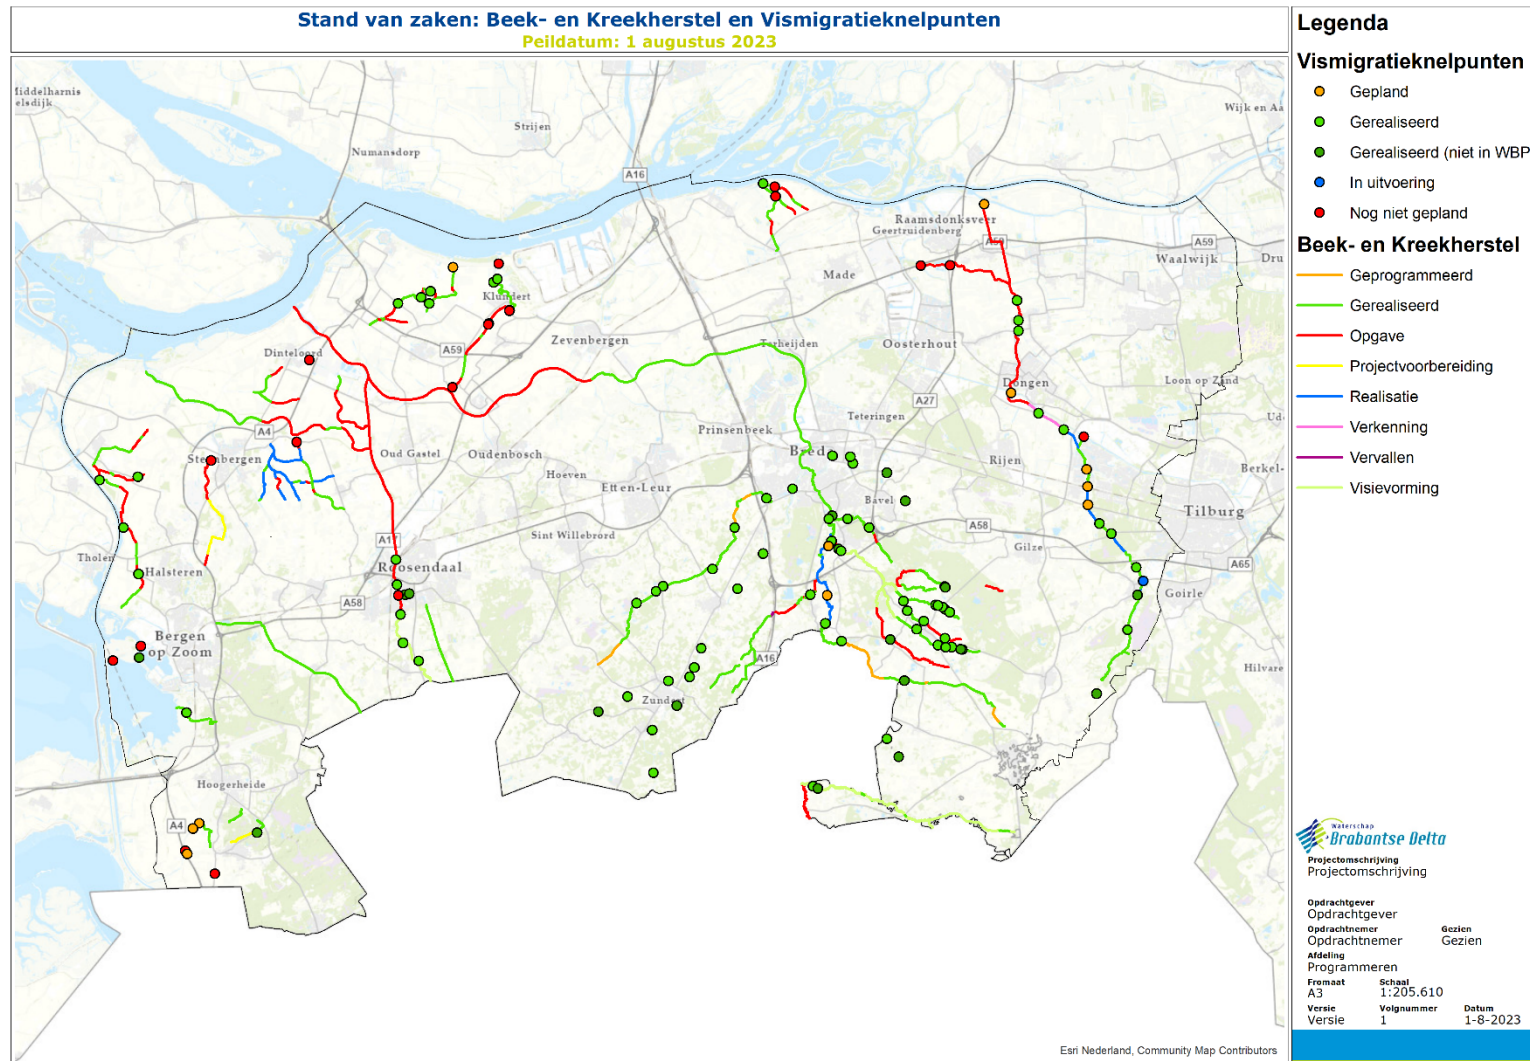 Stand van zaken: Beek- en Kreekherstel en Vismigratieknelpunten
Peildatum: 1 augustus 2023
Middelharnis
elsdijk
Strijen
Numansdorp
A16
Wijk en Aa
Raamsdonksveer
Geertruidenberg
A59
A59
Waalwijk
Dru
Made
Klundert
Zevenbergen
A59
Dinteloord
Terheijden
Oosterhout
Dongen
Loon op Zand
A27
Teteringen
Ud
Prinsenbeek
A4
Steenbergen
Oud Gastel
Oudenbosch
Hoeven
Etten-Leur
Breda
Rijen
Berkel-
Bavel
Tilburg
A58
Sint Willebrord
Gilze
Tholen
Halsteren
A17
Roosendaal
A65
Goirle
A58
Bergen
op Zoom
A16
Hilvare
Zundert
Hoogerheide
A4
Esri Nederland, Community Map Contributors
Legenda
Vismigratieknelpunten
Gepland
Gerealiseerd
Gerealiseerd (niet in WBP
In uitvoering
Nog niet gepland
Beek- en Kreekherstel
Geprogrammeerd
Gerealiseerd
Opgave
Projectvoorbereiding
Realisatie
Verkenning
Vervallen
Visievorming
Waterschap
Brabantse Delta
Projectomschrijving
Projectomschrijving
Opdrachtgever
Opdrachtgever
Opdrachtnemer Gezien
Opdrachtnemer Gezien
Afdeling
Programmeren
Fromaat Schaal
A3 1:205.610
Versie Volgnummer Datum
Versie 1 1-8-2023